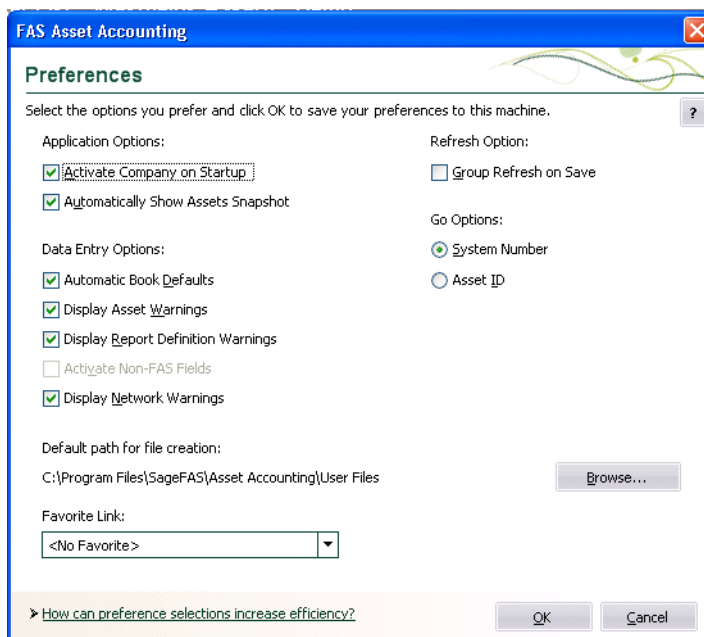 FAS Asset Accounting
Preferences
Select the options you prefer and click OK to save your preferences to this machine.
?
Application Options:
Activate Company on Startup
Automatically Show Assets Snapshot
Data Entry Options:
Automatic Book Defaults
Display Asset Warnings
Display Report Definition Warnings
Activate Non-FAS Fields
Display Network Warnings
Refresh Option:
Group Refresh on Save
Go Options:
System Number
Asset ID
Default path for file creation:
C:\Program Files\SageFAS\Asset Accounting\User Files
Browse...
Favorite Link:
<No Favorite>
How can preference selections increase efficiency?
OK
Cancel